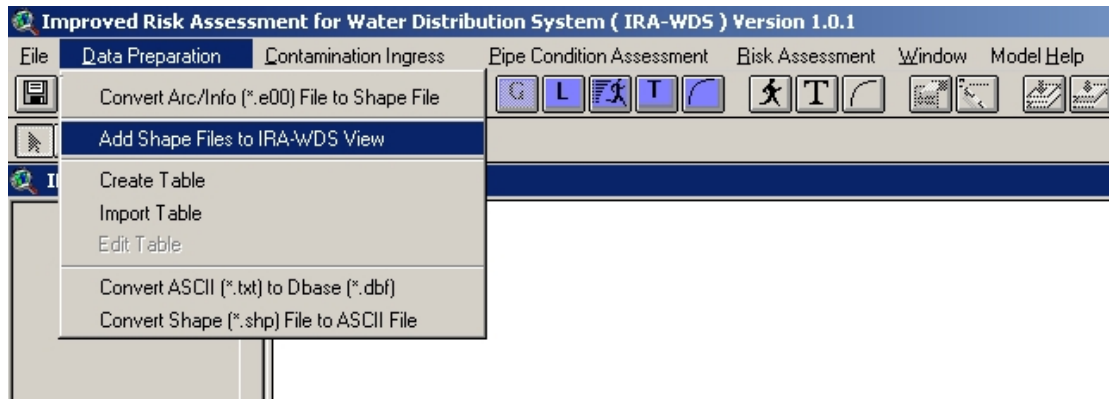 Improved Risk Assessment for Water Distribution System ( IRA-WDS ) Version 1.0.1
File Data Preparation Contamination Ingress Pipe Condition Assessment Risk Assessment Window Model Help
G L T T
Convert Arc/Info (*.e00) File to Shape File
Add Shape Files to IRA-WDS View
Create Table
Import Table
Edit Table
Convert ASCII (*.txt) to Dbase (*.dbf)
Convert Shape (*.shp) File to ASCII File